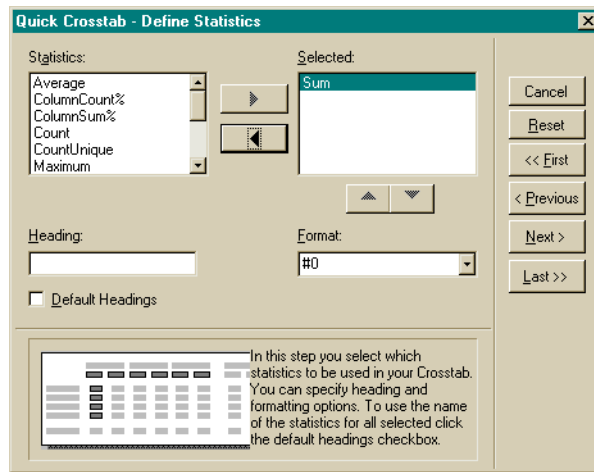 Quick Crosstab - Define Statistics
Statistics:
Selected:
Average
ColumnCount%
ColumnSum%
Count
CountUnique
Maximum
Sum
Cancel
Reset
<< First
< Previous
Next >
Last >>
Heading:
Format:
#0
Default Headings
In this step you select which
statistics to be used in your Crosstab.
You can specify heading and
formatting options. To use the name
of the statistics for all selected click
the default headings checkbox.